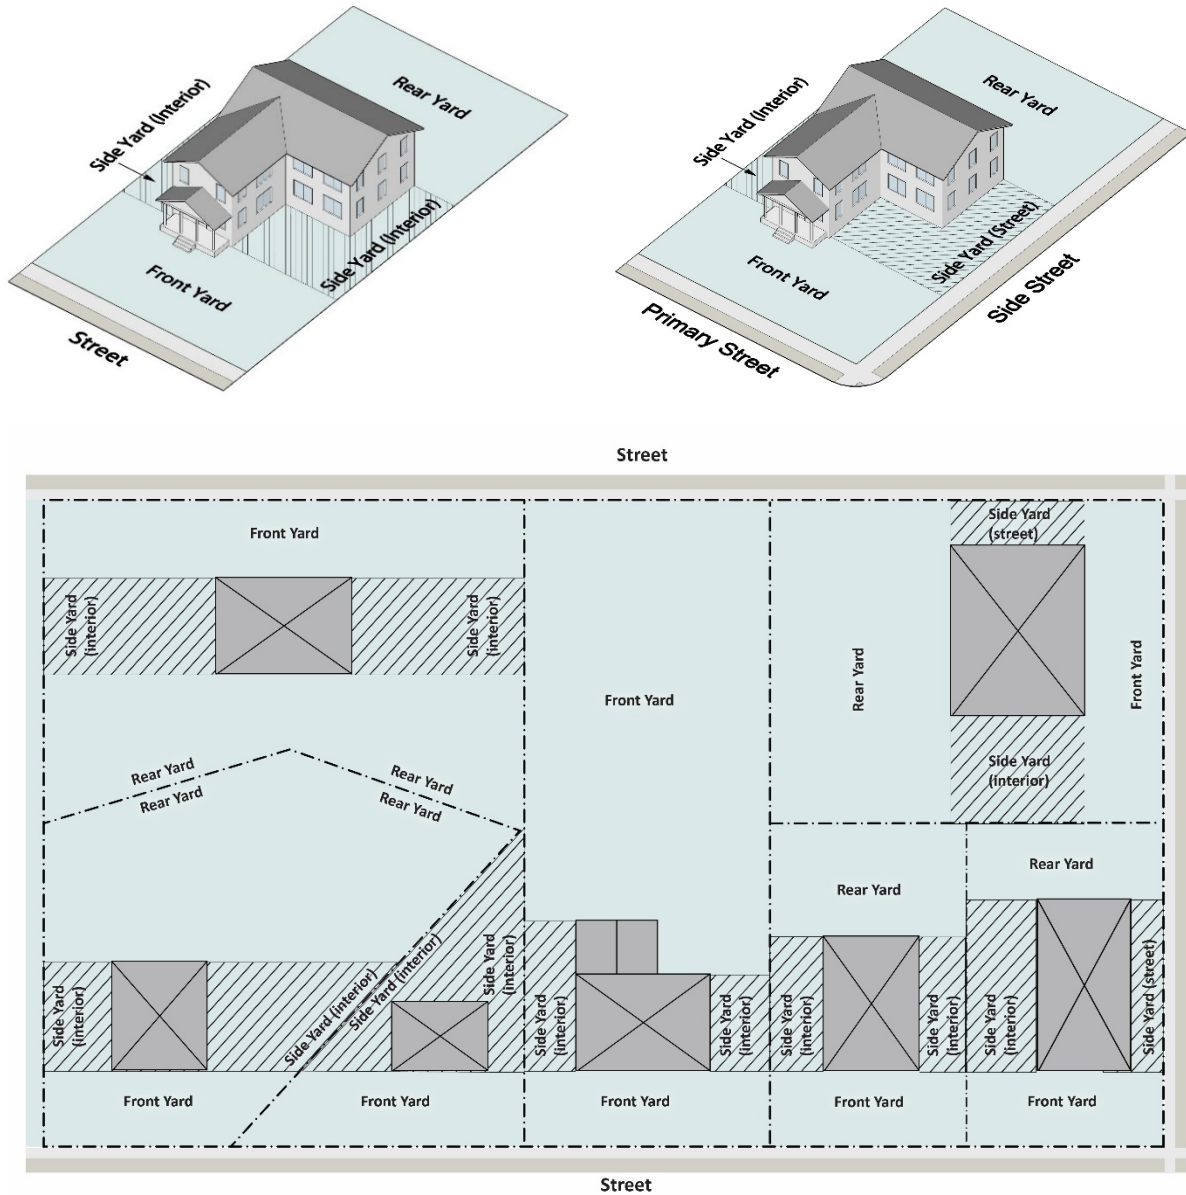 Side Yard (Interior)
Rear Yard
Side Yard (Interior)
Front Yard
Street
Side Yard (Interior)
Rear Yard
Side Yard (Street)
Front Yard
Side Street
Primary Street
Street
Front Yard
Side Yard
(interior)
Side Yard
(interior)
Rear Yard
Rear Yard
Rear Yard
Rear Yard
Front Yard
Side Yard
(street)
Rear Yard
Front Yard
Side Yard
(interior)
Side Yard
(interior)
Side Yard (interior)
Side Yard (interior)
Side Yard
(interior)
Side Yard
(interior)
Side Yard
(interior)
Rear Yard
Side Yard
(interior)
Side Yard
(interior)
Rear Yard
Side Yard
(interior)
Side Yard (street)
Front Yard
Front Yard
Front Yard
Front Yard
Front Yard
Street